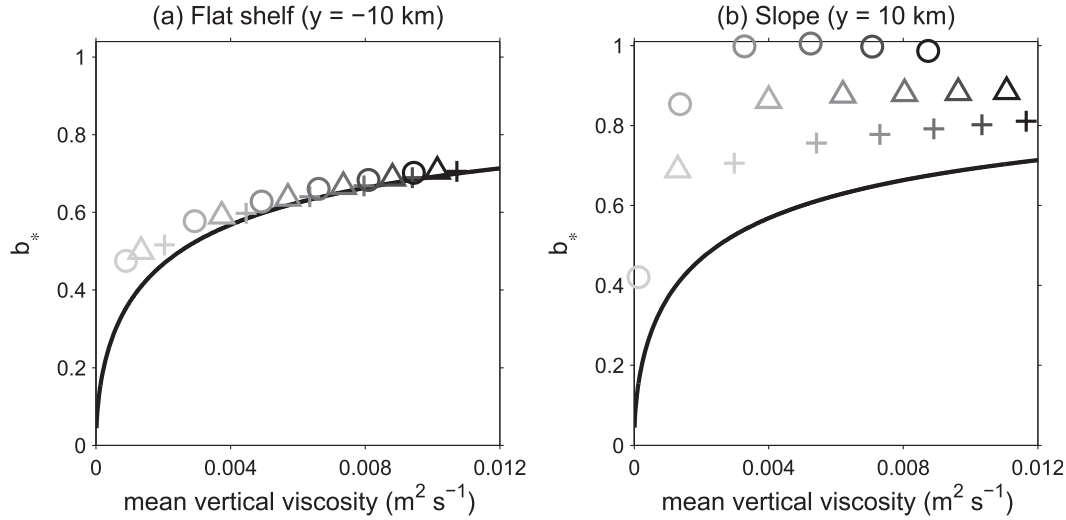 (a) Flat shelf (y = −10 km)
1
0.8
0.6
0.4
0.2
0
b*
0 0.004 0.008 0.012
mean vertical viscosity (m² s⁻¹)
(b) Slope (y = 10 km)
1
0.8
0.6
0.4
0.2
0
b*
0 0.004 0.008 0.012
mean vertical viscosity (m² s⁻¹)